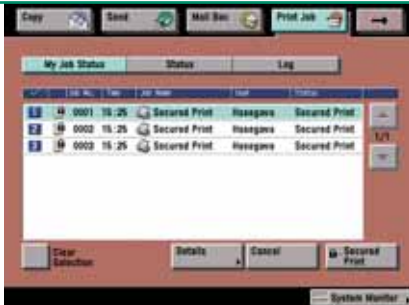 Copy Send Mail Box Print Job
My Job Status Status Log
Job No. Time Job Name User Status
1 0001 15:25 Secured Print Hasegawa Secured Print
2 0002 15:25 Secured Print Hasegawa Secured Print
3 0003 15:25 Secured Print Hasegawa Secured Print
1/1
Clear Selection
Details Cancel Secured Print
System Monitor